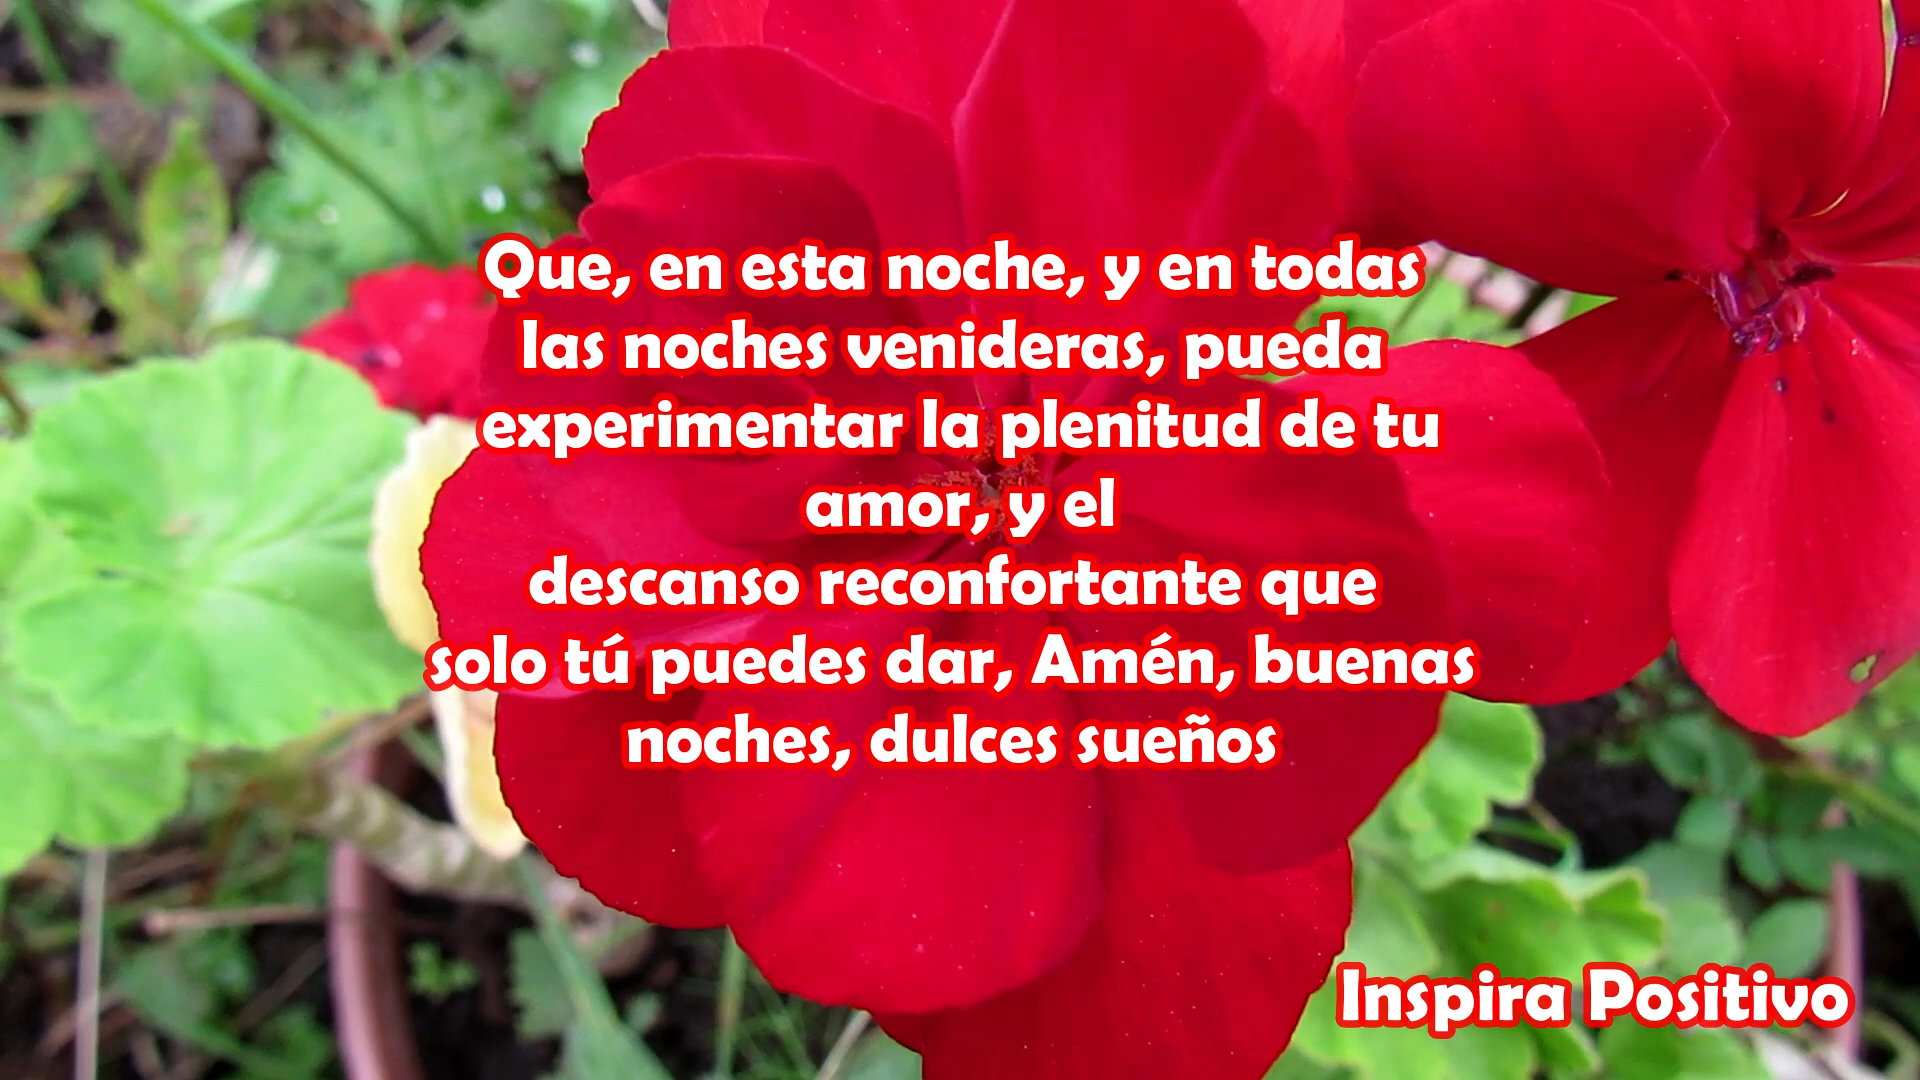 Que, en esta noche, y en todas
las noches venideras, pueda
experimentar la plenitud de tu
amor, y el
descanso reconfortante que
solo tú puedes dar, Amén, buenas
noches, dulces sueños
Inspira Positivo